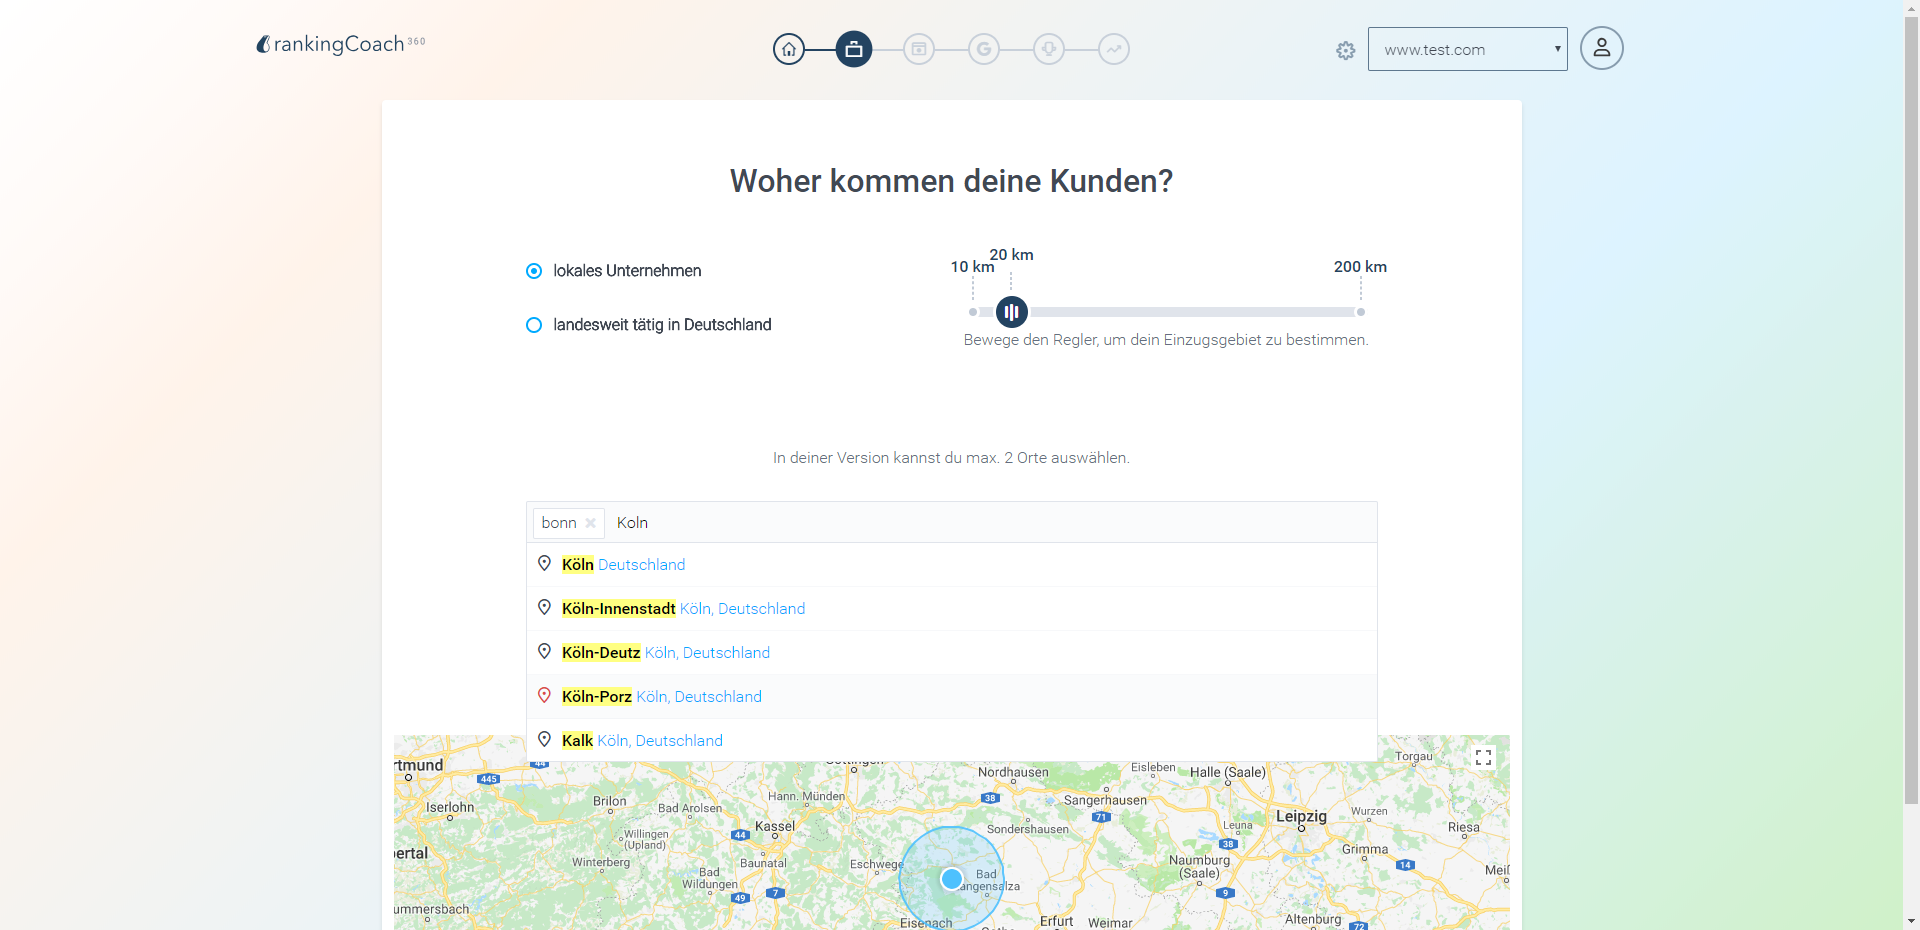 rankingCoach 360
www.test.com
Woher kommen deine Kunden?
lokales Unternehmen
landesweit tätig in Deutschland
20 km
10 km
200 km
Bewege den Regler, um dein Einzugsgebiet zu bestimmen.
In deiner Version kannst du max. 2 Orte auswählen.
bonn Koln
Köln Deutschland
Köln-Innenstadt Köln, Deutschland
Köln-Deutz Köln, Deutschland
Köln-Porz Köln, Deutschland
Kalk Köln, Deutschland
rtmund
44
Nordhausen
Eisleben
Halle (Saale)
Torgau
445
Iserlohn
Brilon
Bad Arolsen
Hann. Münden
38
Sangerhausen
71
Leipzig
Wurzen
Riesa
Kassel
44
Willingen
(Upland)
Sondershausen
Leuna
38
ertal
Winterberg
Baunatal
Eschwege
Naumburg
(Saale)
Grimma
14
Bad
Wildungen
7
49
Bad
angensalza
9
Mei
ummersbach
Eisenach
Erfurt
Weimar
Altenburg
72